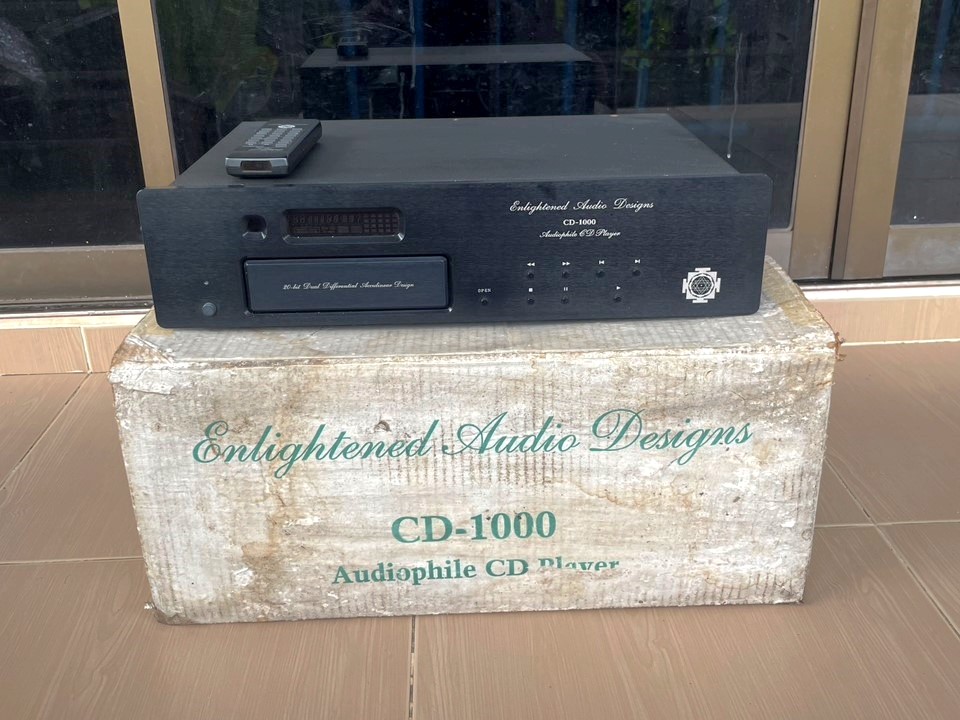 Enlightened Audio Designs
CD-1000
Audiophile CD Player
20-bit Dual Differential Accolinear Design
OPEN
Enlightened Audio Designs
CD-1000
Audiophile CD Player